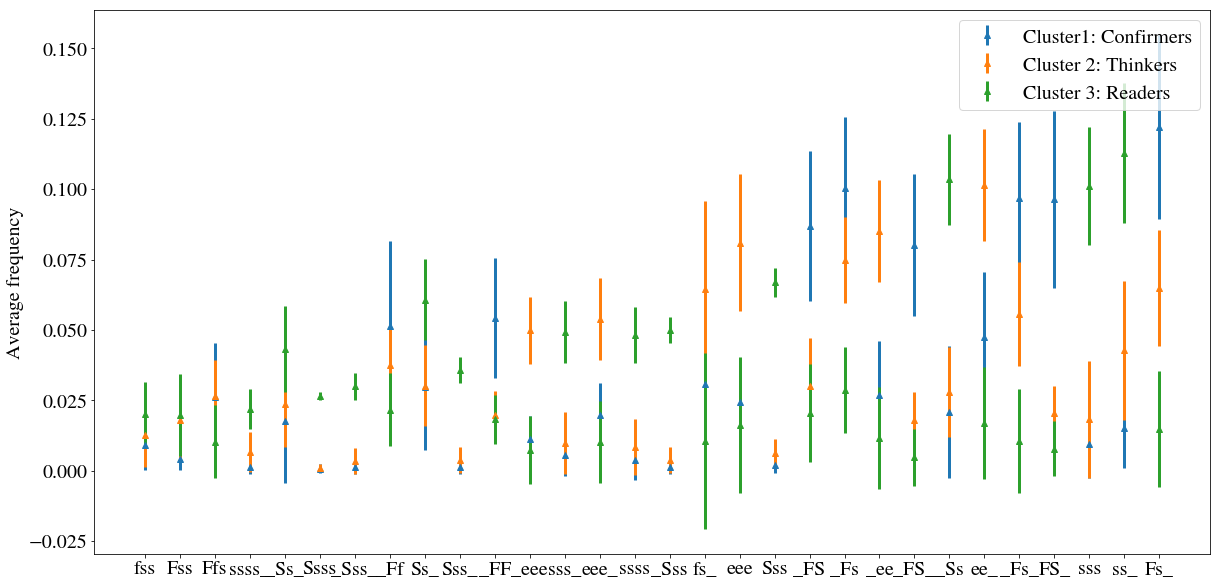 0.150
0.125
0.100
0.075
0.050
0.025
0.000
−0.025
Average frequency
Cluster1: Confirmers
Cluster 2: Thinkers
Cluster 3: Readers
fss Fss Ffs ssss__Ss_Ssss_Sss__Ff Ss_ Sss__FF_eeesss_eee_ssss_Sss fs_ eee Sss _FS _Fs _ee_FS__Ss ee__Fs_FS_ sss ss_ Fs_